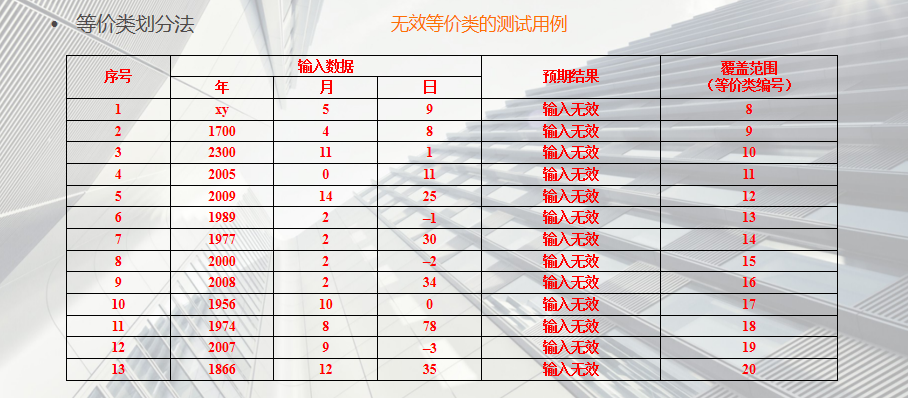 • 等价类划分法
无效等价类的测试用例
序号 输入数据 预期结果 覆盖范围（等价类编号）
年 月 日
1 xy 5 9 输入无效 8
2 1700 4 8 输入无效 9
3 2300 11 1 输入无效 10
4 2005 0 11 输入无效 11
5 2009 14 25 输入无效 12
6 1989 2 –1 输入无效 13
7 1977 2 30 输入无效 14
8 2000 2 –2 输入无效 15
9 2008 2 34 输入无效 16
10 1956 10 0 输入无效 17
11 1974 8 78 输入无效 18
12 2007 9 –3 输入无效 19
13 1866 12 35 输入无效 20